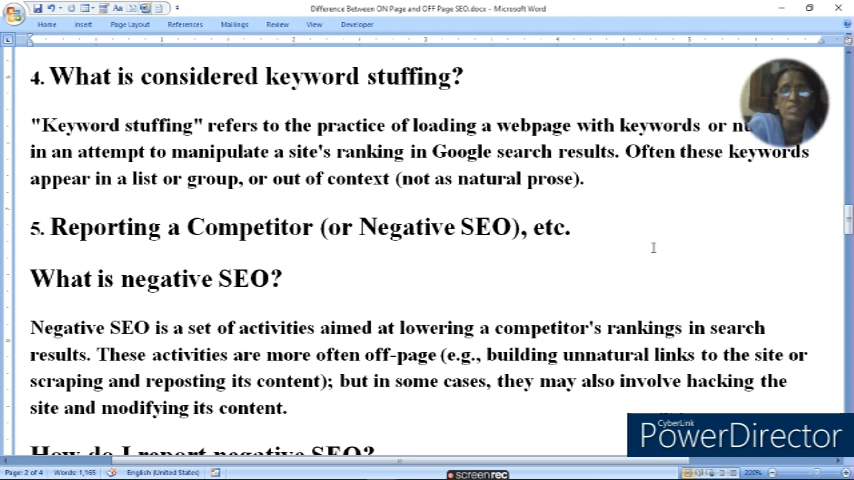 Difference Between ON Page and OFF Page SEO.docx - Microsoft Word
Home Insert Page Layout References Mailings Review View Developer
4. What is considered keyword stuffing?
"Keyword stuffing" refers to the practice of loading a webpage with keywords or
in an attempt to manipulate a site's ranking in Google search results. Often these keywords
appear in a list or group, or out of context (not as natural prose).
5. Reporting a Competitor (or Negative SEO), etc.
What is negative SEO?
Negative SEO is a set of activities aimed at lowering a competitor's rankings in search
results. These activities are more often off-page (e.g., building unnatural links to the site or
scraping and reposting its content); but in some cases, they may also involve hacking the
site and modifying its content.
How do I report negative SEO?
CyberLink
PowerDirector
Page: 2 of 4 Words: 1,165 English (United States) 220%
screenrec